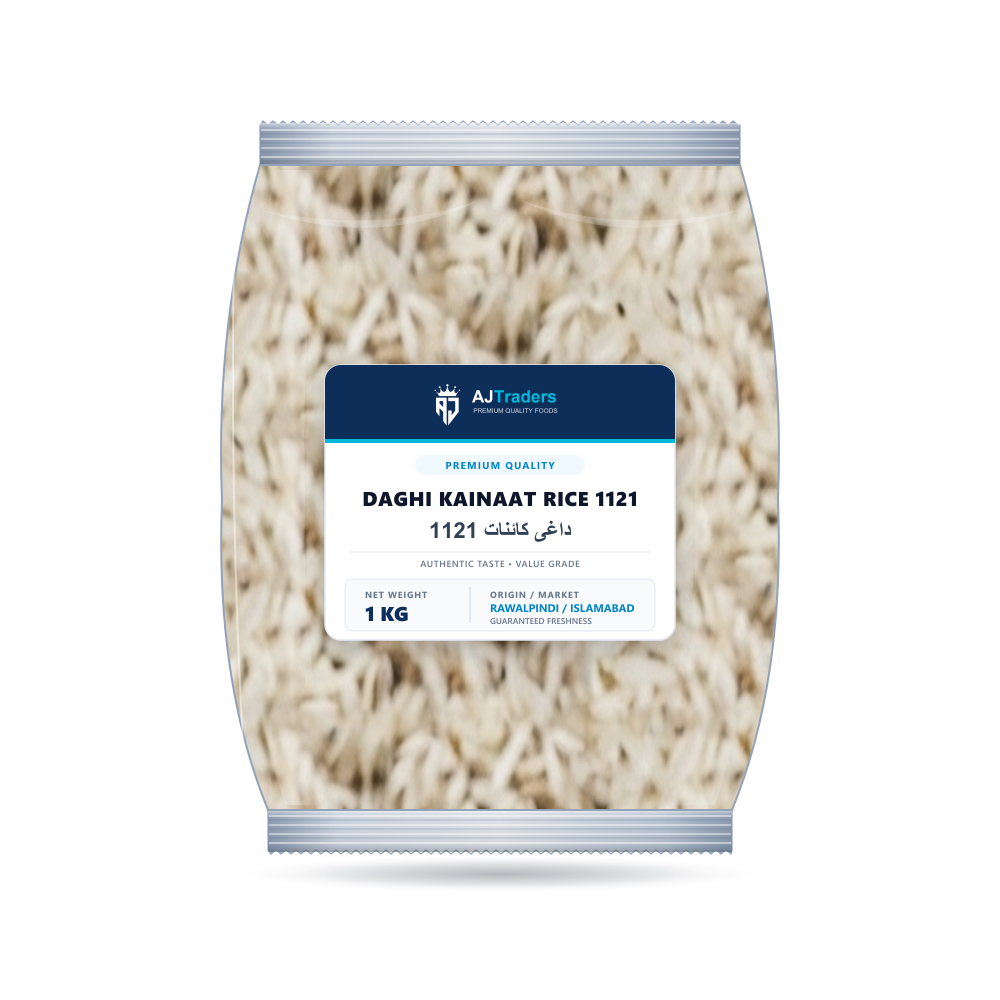 AJ
AJTraders
PREMIUM QUALITY FOODS
PREMIUM QUALITY
DAGHI KAINAAT RICE 1121
داغی کائنات 1121
AUTHENTIC TASTE • VALUE GRADE
NET WEIGHT
1 KG
ORIGIN / MARKET
RAWALPINDI / ISLAMABAD
GUARANTEED FRESHNESS